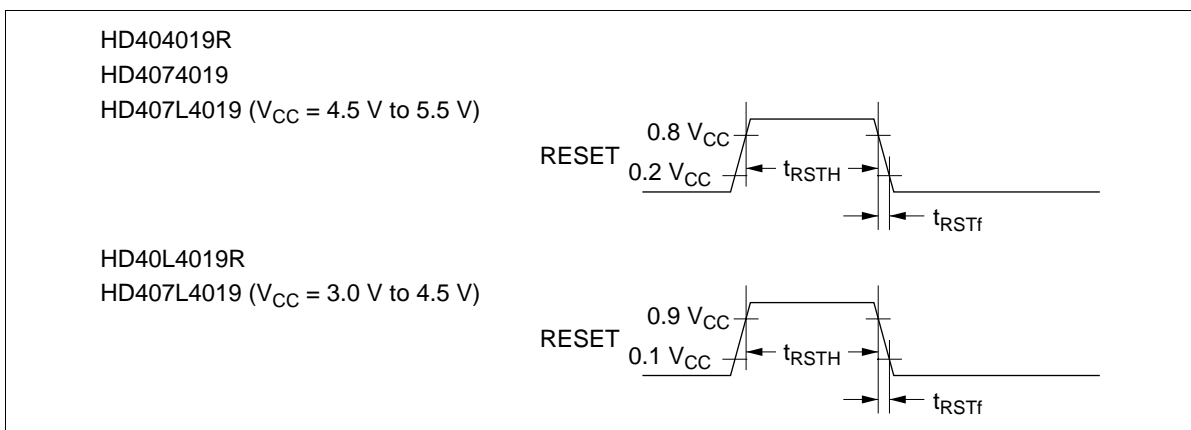 HD404019R
HD4074019
HD407L4019 (VCC = 4.5 V to 5.5 V)
0.8 VCC
RESET
0.2 VCC
tRSTH
tRSTf
HD40L4019R
HD407L4019 (VCC = 3.0 V to 4.5 V)
0.9 VCC
RESET
0.1 VCC
tRSTH
tRSTf